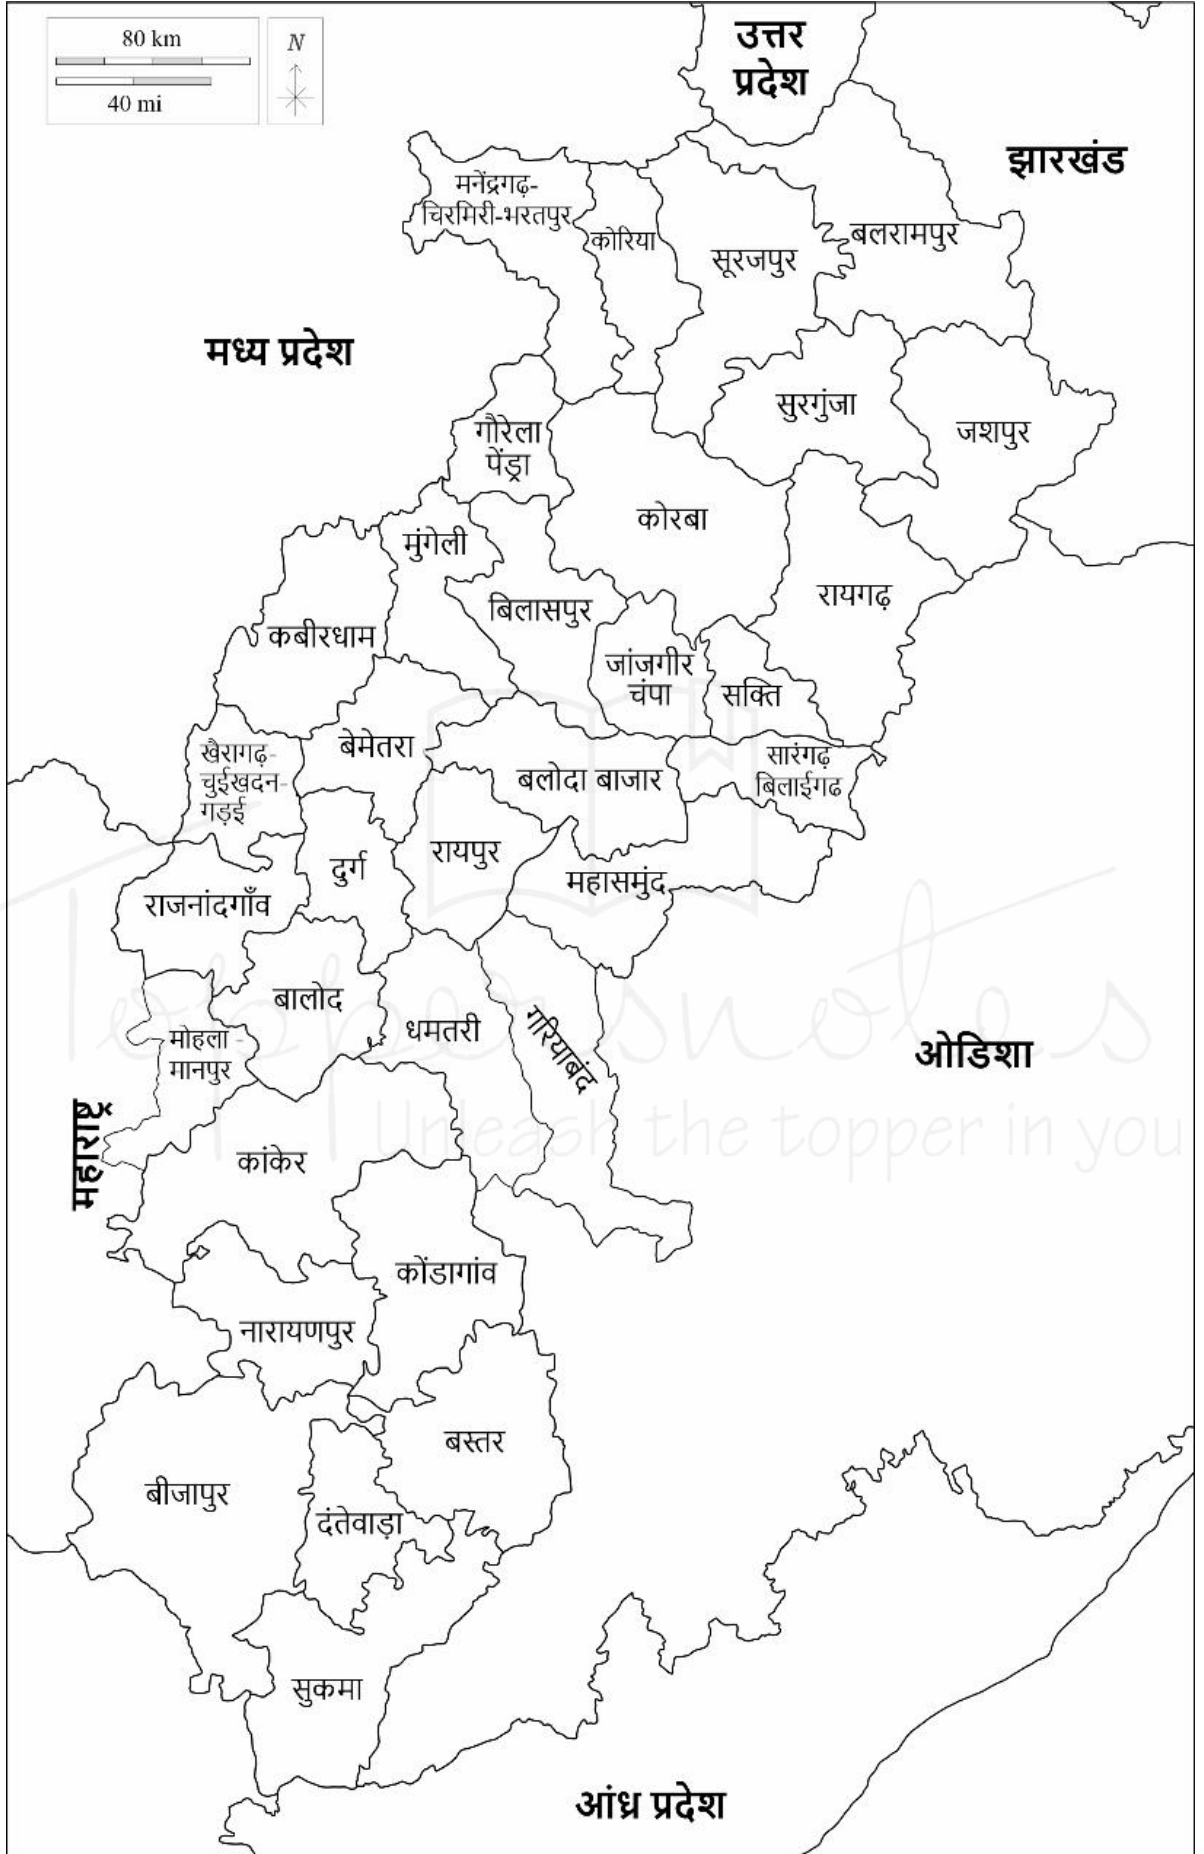 80 km
40 mi
N
उत्तर
प्रदेश
झारखंड
मनेंद्रगढ़-
चिरमिरी-भरतपुर
कोरिया
सूरजपुर
बलरामपुर
मध्य प्रदेश
सुरगुंजा
जशपुर
गौरेला
पेंड्रा
कोरबा
मुंगेली
रायगढ़
बिलासपुर
कबीरधाम
जांजगीर
चंपा
सक्ति
बेमेतरा
खैरागढ़-
चुईखदन-
गड़ई
बलोदा बाजार
सारंगढ़
बिलाईगढ
रायपुर
दुर्ग
महासमुंद
राजनांदगाँव
बालोद
धमतरी
गरियाबंद
मोहला -
मानपुर
ओडिशा
Toppersnotes
Unleash the topper in you
महाराष्ट्र
कांकेर
कोंडागांव
नारायणपुर
बस्तर
बीजापुर
दंतेवाड़ा
सुकमा
आंध्र प्रदेश